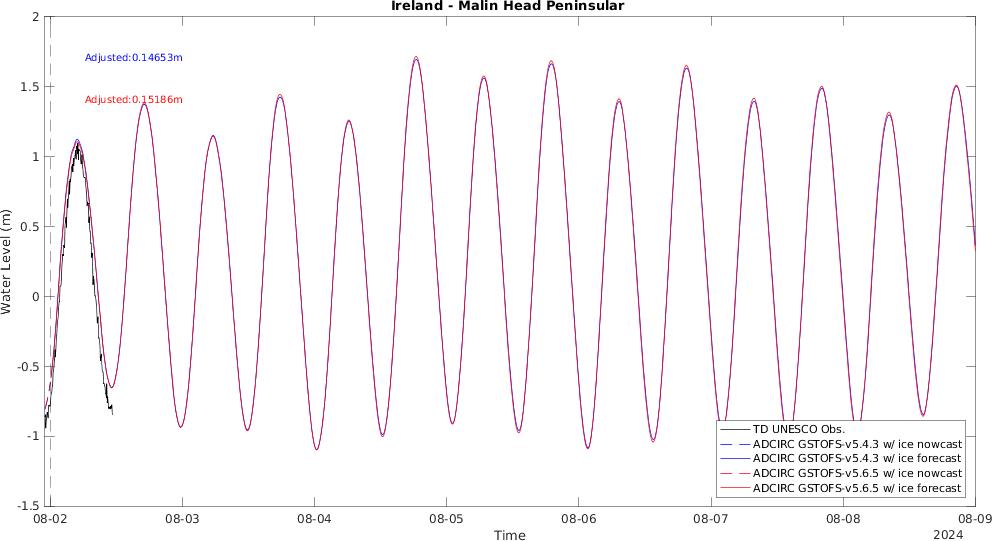 Ireland - Malin Head Peninsular
2
1.5
1
0.5
0
-0.5
-1
-1.5
Water Level (m)
Adjusted:0.14653m
Adjusted:0.15186m
TD UNESCO Obs.
ADCIRC GSTOFS-v5.4.3 w/ ice nowcast
ADCIRC GSTOFS-v5.4.3 w/ ice forecast
ADCIRC GSTOFS-v5.6.5 w/ ice nowcast
ADCIRC GSTOFS-v5.6.5 w/ ice forecast
08-02 08-03 08-04 08-05 08-06 08-07 08-08 08-09
Time
2024